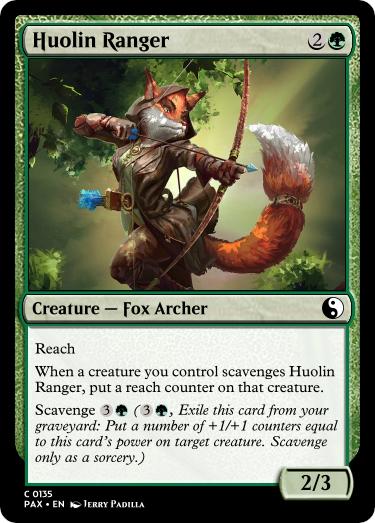 Huolin Ranger 2
Creature — Fox Archer
Reach
When a creature you control scavenges Huolin
Ranger, put a reach counter on that creature.
Scavenge 3 (3, Exile this card from your
graveyard: Put a number of +1/+1 counters equal
to this card's power on target creature. Scavenge
only as a sorcery.)
2/3
C 0135
PAX • EN Jerry Padilla